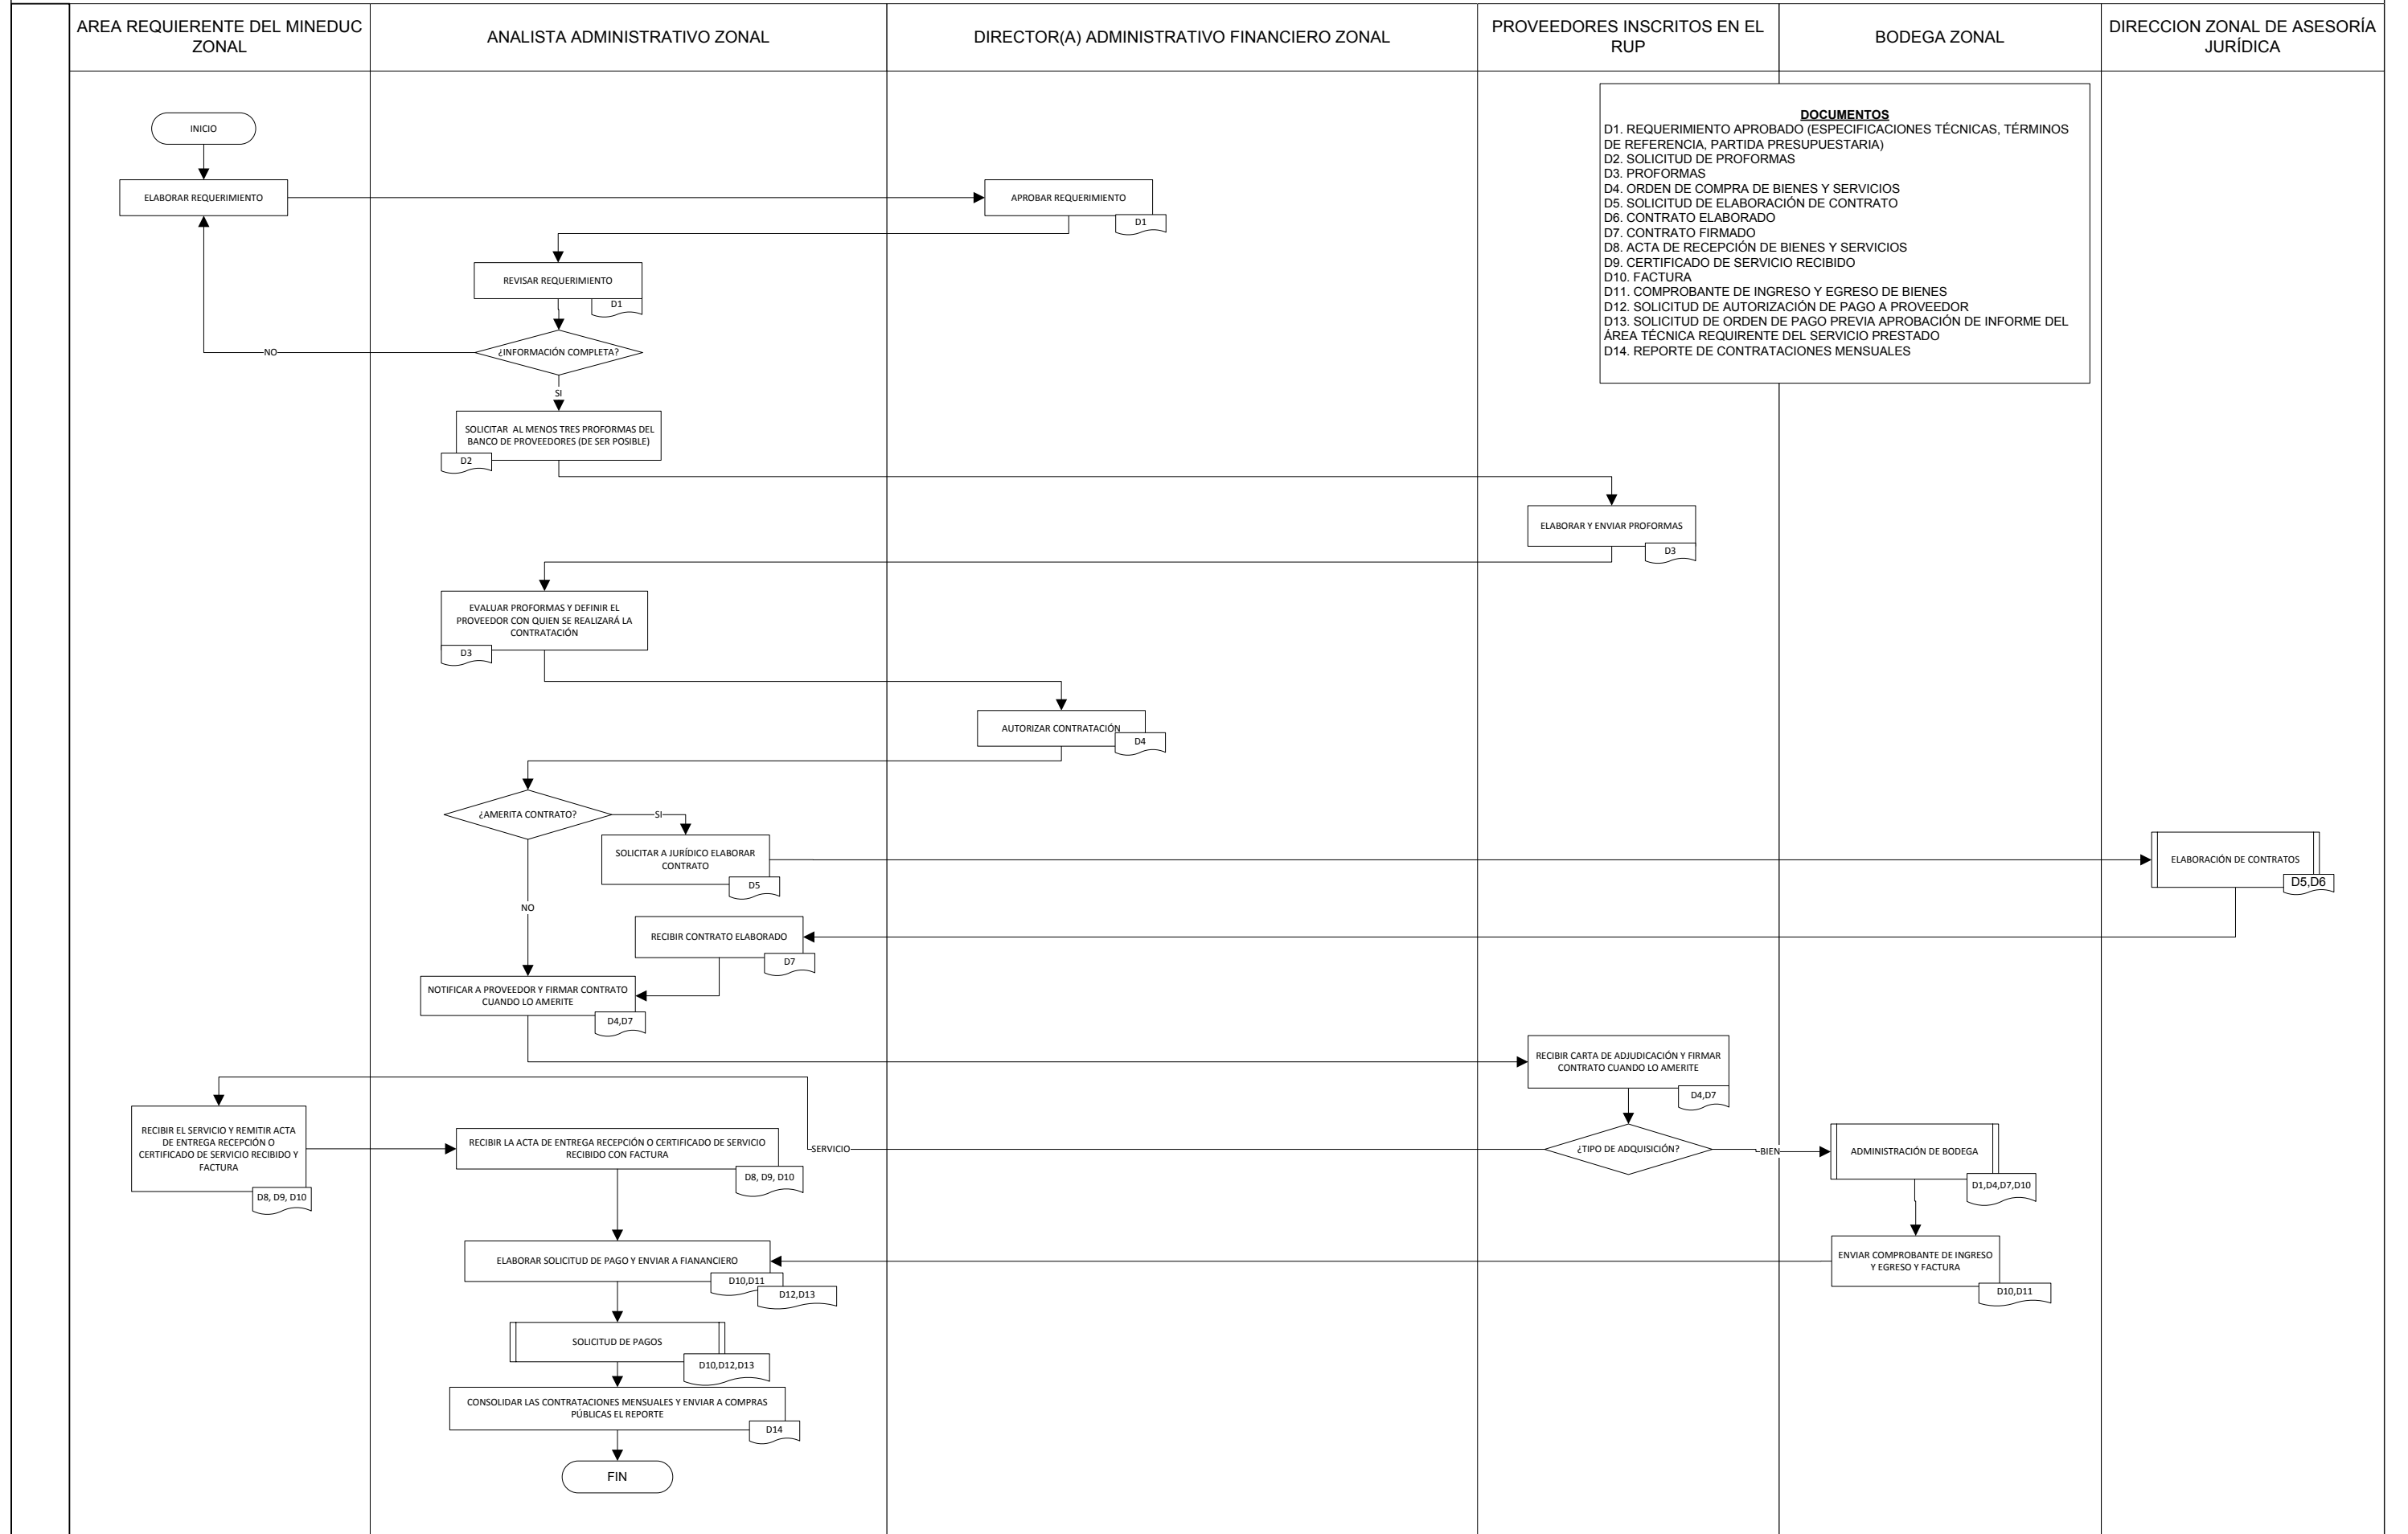 AREA REQUIERENTE DEL MINEDUC
ZONAL
ANALISTA ADMINISTRATIVO ZONAL
DIRECTOR(A) ADMINISTRATIVO FINANCIERO ZONAL
PROVEEDORES INSCRITOS EN EL
RUP
BODEGA ZONAL
DIRECCION ZONAL DE ASESORÍA
JURÍDICA
DOCUMENTOS
D1. REQUERIMIENTO APROBADO (ESPECIFICACIONES TÉCNICAS, TÉRMINOS
DE REFERENCIA, PARTIDA PRESUPUESTARIA)
D2. SOLICITUD DE PROFORMAS
D3. PROFORMAS
D4. ORDEN DE COMPRA DE BIENES Y SERVICIOS
D5. SOLICITUD DE ELABORACIÓN DE CONTRATO
D6. CONTRATO ELABORADO
D7. CONTRATO FIRMADO
D8. ACTA DE RECEPCIÓN DE BIENES Y SERVICIOS
D9. CERTIFICADO DE SERVICIO RECIBIDO
D10. FACTURA
D11. COMPROBANTE DE INGRESO Y EGRESO DE BIENES
D12. SOLICITUD DE AUTORIZACIÓN DE PAGO A PROVEEDOR
D13. SOLICITUD DE ORDEN DE PAGO PREVIA APROBACIÓN DE INFORME DEL
ÁREA TÉCNICA REQUIRENTE DEL SERVICIO PRESTADO
D14. REPORTE DE CONTRATACIONES MENSUALES
INICIO
ELABORAR REQUERIMIENTO
APROBAR REQUERIMIENTO
D1
REVISAR REQUERIMIENTO
D1
¿INFORMACIÓN COMPLETA?
NO
SI
SOLICITAR AL MENOS TRES PROFORMAS DEL
BANCO DE PROVEEDORES (DE SER POSIBLE)
D2
ELABORAR Y ENVIAR PROFORMAS
D3
EVALUAR PROFORMAS Y DEFINIR EL
PROVEEDOR CON QUIEN SE REALIZARÁ LA
CONTRATACIÓN
D3
AUTORIZAR CONTRATACIÓN
D4
¿AMERITA CONTRATO?
SI
NO
SOLICITAR A JURÍDICO ELABORAR
CONTRATO
D5
ELABORACIÓN DE CONTRATOS
D5,D6
RECIBIR CONTRATO ELABORADO
D7
NOTIFICAR A PROVEEDOR Y FIRMAR CONTRATO
CUANDO LO AMERITE
D4,D7
RECIBIR CARTA DE ADJUDICACIÓN Y FIRMAR
CONTRATO CUANDO LO AMERITE
D4,D7
¿TIPO DE ADQUISICIÓN?
SERVICIO
BIEN
RECIBIR EL SERVICIO Y REMITIR ACTA
DE ENTREGA RECEPCIÓN O
CERTIFICADO DE SERVICIO RECIBIDO Y
FACTURA
D8, D9, D10
RECIBIR LA ACTA DE ENTREGA RECEPCIÓN O CERTIFICADO DE SERVICIO
RECIBIDO CON FACTURA
D8, D9, D10
ADMINISTRACIÓN DE BODEGA
D1,D4,D7,D10
ENVIAR COMPROBANTE DE INGRESO
Y EGRESO Y FACTURA
D10,D11
ELABORAR SOLICITUD DE PAGO Y ENVIAR A FIANANCIERO
D10,D11
D12,D13
SOLICITUD DE PAGOS
D10,D12,D13
CONSOLIDAR LAS CONTRATACIONES MENSUALES Y ENVIAR A COMPRAS
PÚBLICAS EL REPORTE
D14
FIN